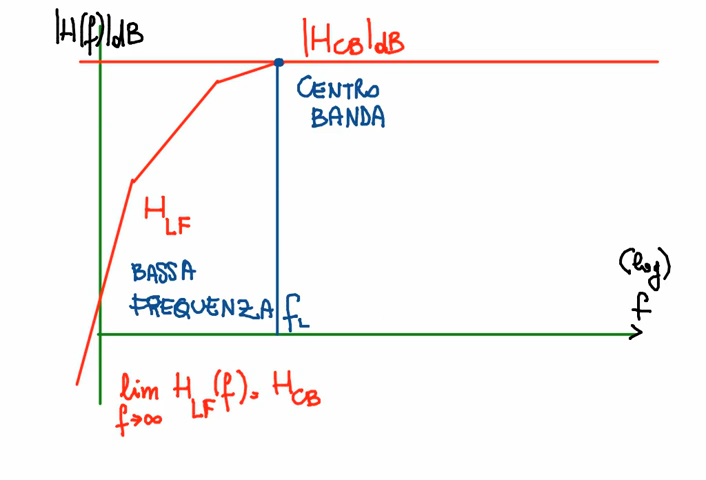 |H(f)|dB
|HCB|dB
CENTRO
BANDA
HLF
BASSA
FREQUENZA
fL
(log)
f
lim HLF(f) = HCB
f→∞